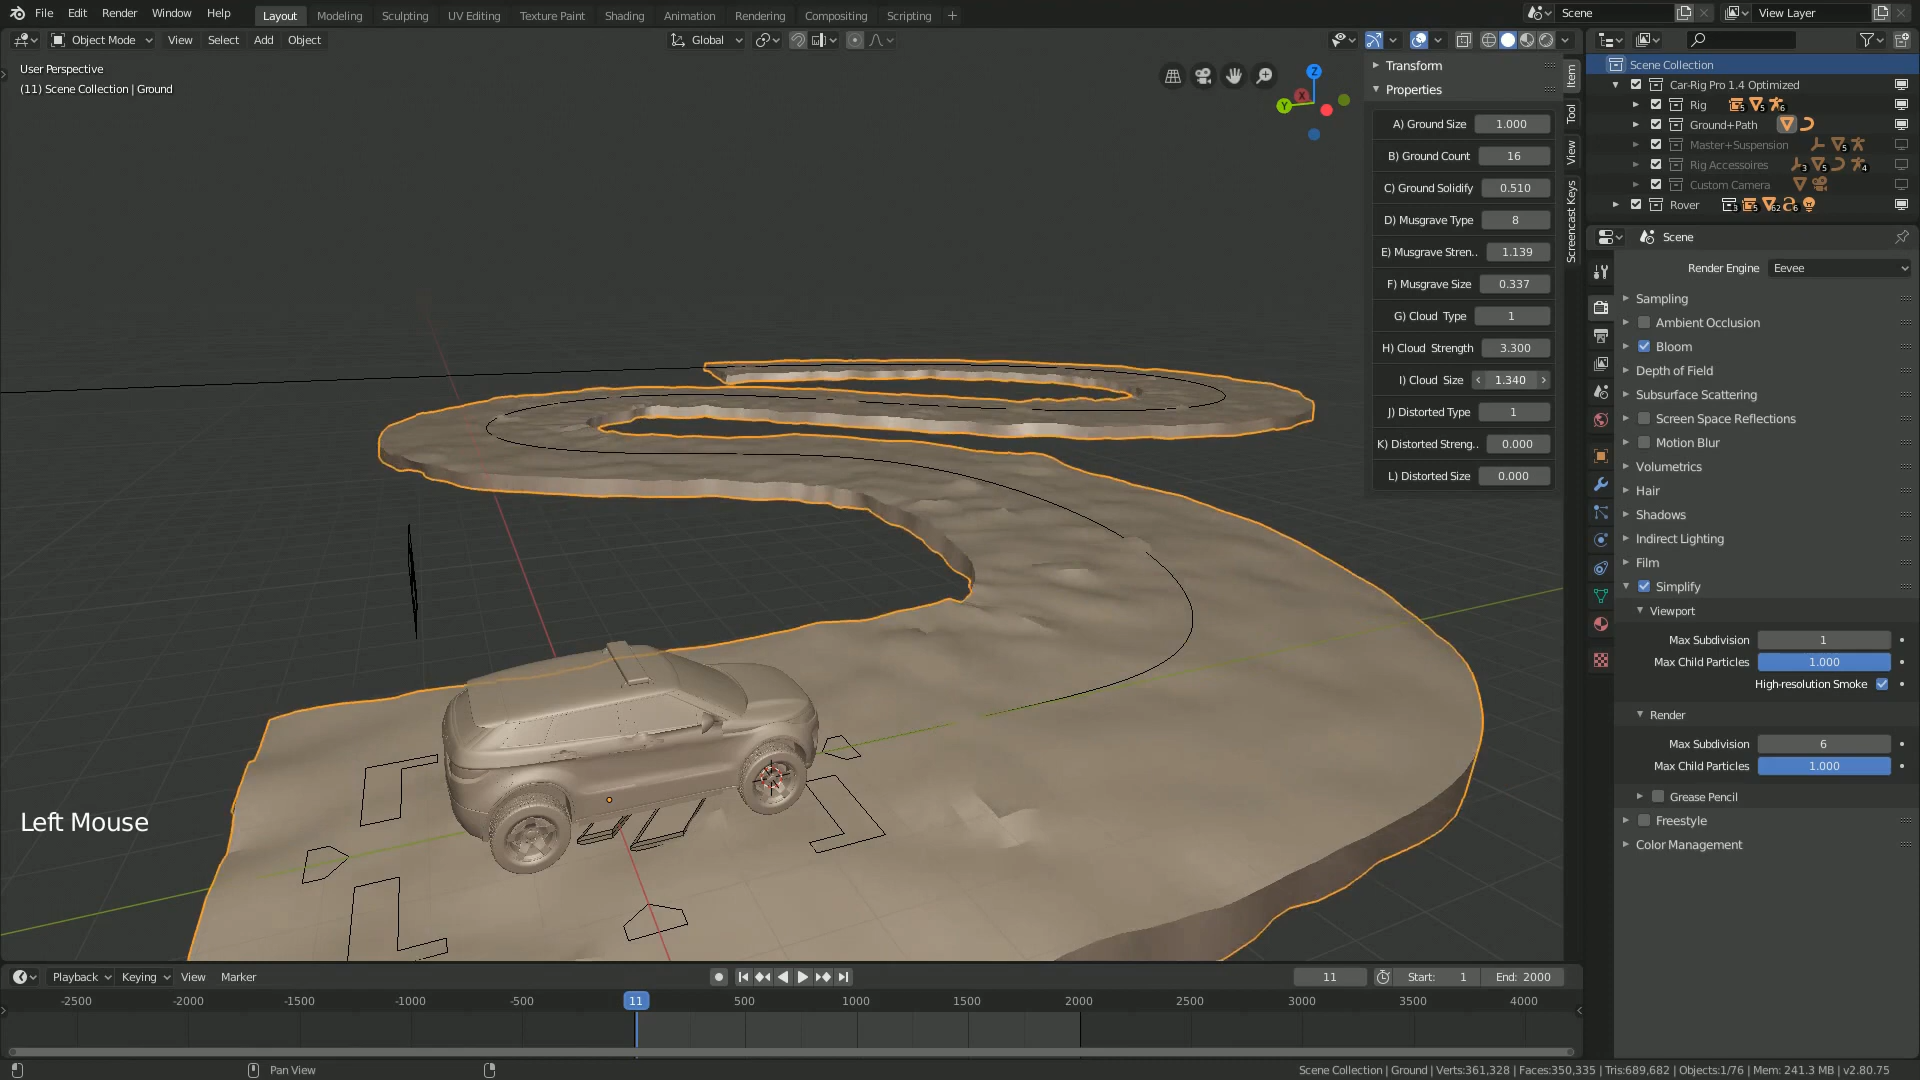 File Edit Render Window Help Layout Modeling Sculpting UV Editing Texture Paint Shading Animation Rendering Compositing Scripting + Scene View Layer
Object Mode View Select Add Object Global
User Perspective
(11) Scene Collection | Ground
Transform
Properties
A) Ground Size 1.000
B) Ground Count 16
C) Ground Solidify 0.510
D) Musgrave Type 8
E) Musgrave Stren.. 1.139
F) Musgrave Size 0.337
G) Cloud Type 1
H) Cloud Strength 3.300
I) Cloud Size 1.340
J) Distorted Type 1
K) Distorted Streng.. 0.000
L) Distorted Size 0.000
Item
Tool
View
Screencast Keys
Z
X
Y
Scene Collection
Car-Rig Pro 1.4 Optimized
Rig
Ground+Path
Master+Suspension
Rig Accessoires
Custom Camera
Rover
Scene
Render Engine Eevee
Sampling
Ambient Occlusion
Bloom
Depth of Field
Subsurface Scattering
Screen Space Reflections
Motion Blur
Volumetrics
Hair
Shadows
Indirect Lighting
Film
Simplify
Viewport
Max Subdivision 1
Max Child Particles 1.000
High-resolution Smoke
Render
Max Subdivision 6
Max Child Particles 1.000
Grease Pencil
Freestyle
Color Management
Left Mouse
Playback Keying View Marker 11 Start: 1 End: 2000
-2500 -2000 -1500 -1000 -500 11 500 1000 1500 2000 2500 3000 3500 4000
Pan View
Scene Collection | Ground | Verts:361,328 | Faces:350,335 | Tris:689,682 | Objects:1/76 | Mem: 241.3 MB | v2.80.75